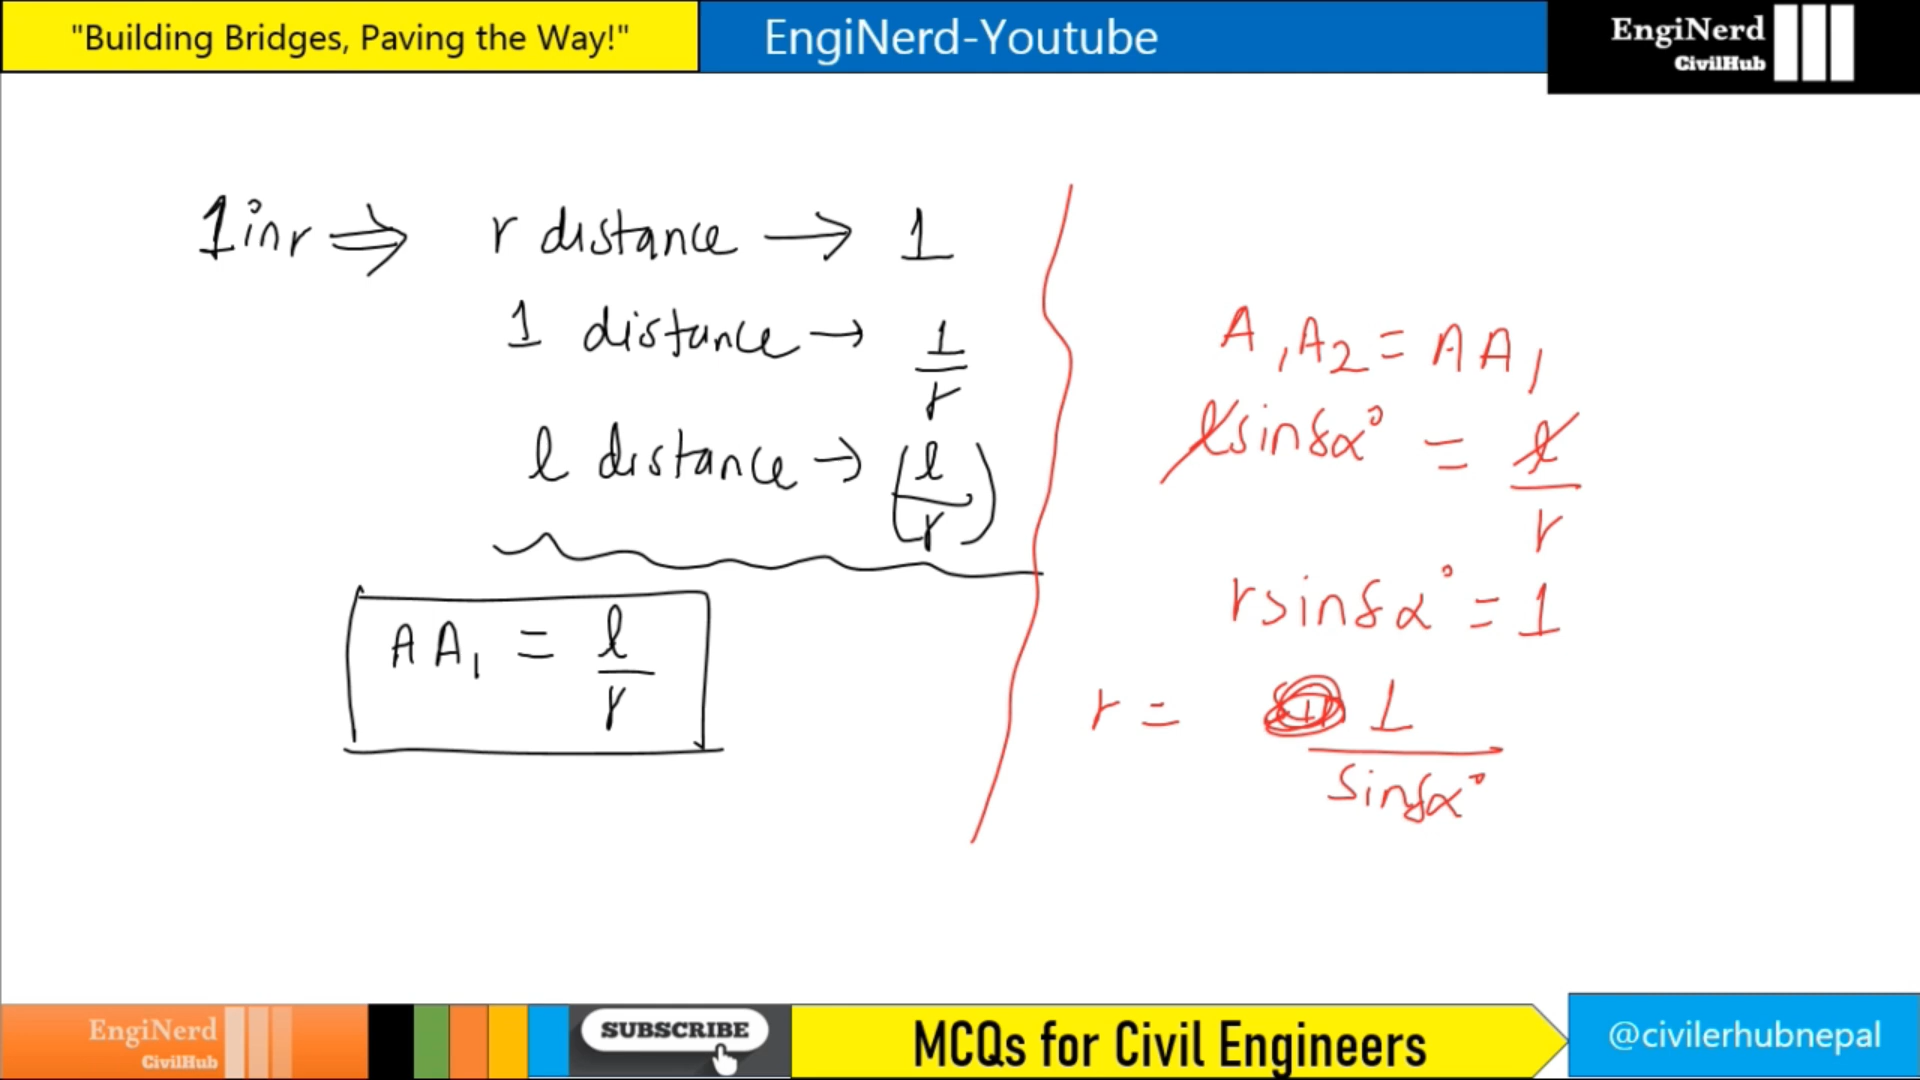 "Building Bridges, Paving the Way!"
EngiNerd-Youtube
EngiNerd
CivilHub
1 in r ⇒ r distance → 1
1 distance → 1/r
l distance → (l/r)
AA₁ = l/r
A₁A₂ = AA₁
l sin δα° = l/r
r sin δα° = 1
r = 1/sin δα°
EngiNerd
CivilHub
SUBSCRIBE
MCQs for Civil Engineers
@civilerhubnepal